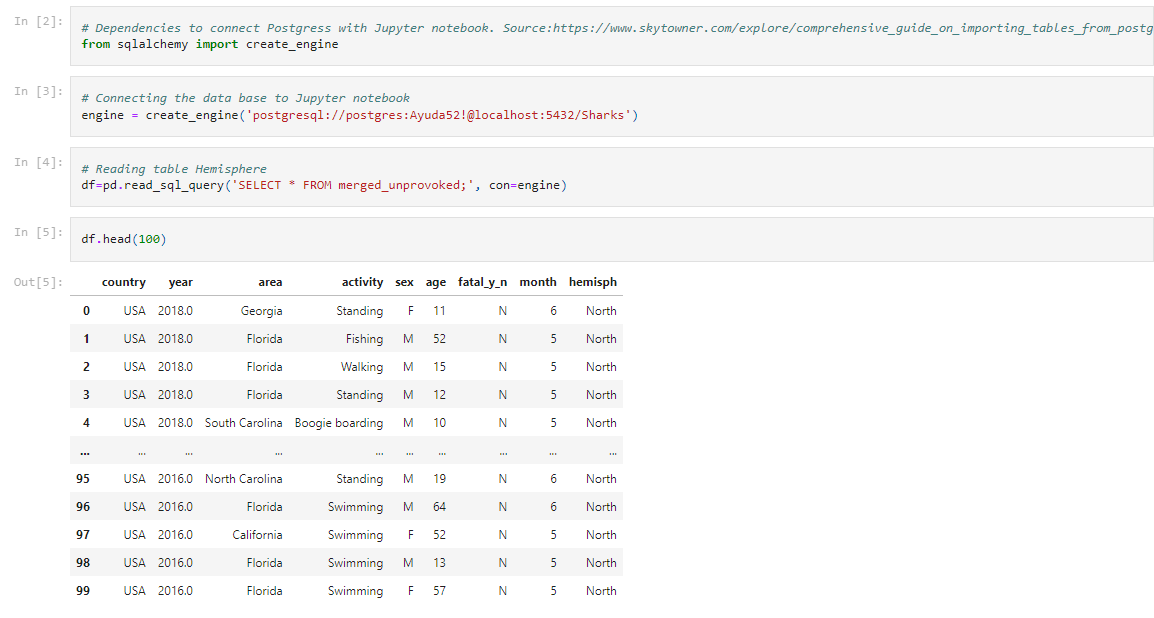 In [2]:
# Dependencies to connect Postgress with Jupyter notebook. Source:https://www.skytowner.com/explore/comprehensive_guide_on_importing_tables_from_postg
from sqlalchemy import create_engine
In [3]:
# Connecting the data base to Jupyter notebook
engine = create_engine('postgresql://postgres:Ayuda52!@localhost:5432/Sharks')
In [4]:
# Reading table Hemisphere
df=pd.read_sql_query('SELECT * FROM merged_unprovoked;', con=engine)
In [5]:
df.head(100)
Out[5]:
country year area activity sex age fatal_y_n month hemisph
0 USA 2018.0 Georgia Standing F 11 N 6 North
1 USA 2018.0 Florida Fishing M 52 N 5 North
2 USA 2018.0 Florida Walking M 15 N 5 North
3 USA 2018.0 Florida Standing M 12 N 5 North
4 USA 2018.0 South Carolina Boogie boarding M 10 N 5 North
... ... ... ... ... ... ... ... ... ...
95 USA 2016.0 North Carolina Standing M 19 N 6 North
96 USA 2016.0 Florida Swimming M 64 N 6 North
97 USA 2016.0 California Swimming F 52 N 5 North
98 USA 2016.0 Florida Swimming M 13 N 5 North
99 USA 2016.0 Florida Swimming F 57 N 5 North